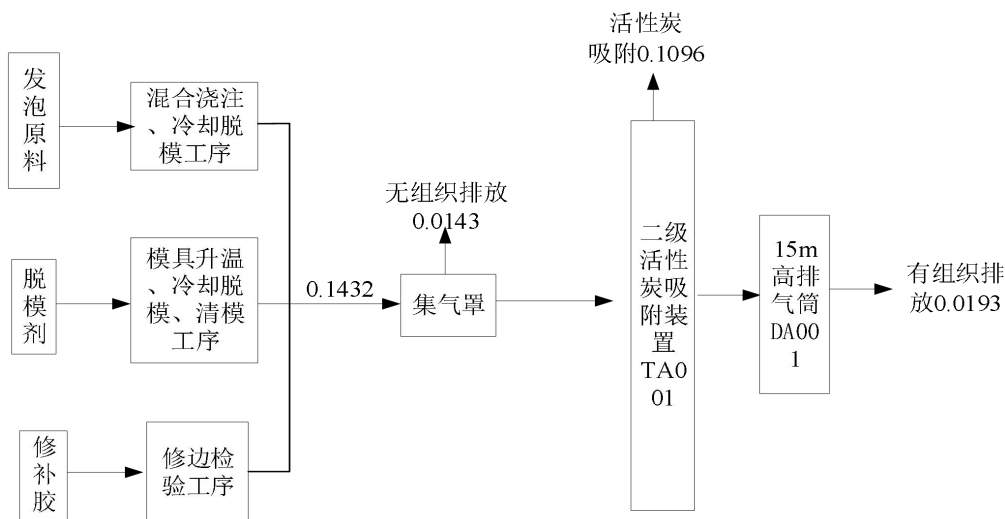 发
泡
原
料
混合浇注
、冷却脱
模工序
脱
模
剂
模具升温
、冷却脱
模、清模
工序
修
补
胶
修边检
验工序
0.1432
无组织排放
0.0143
集气罩
活性炭
吸附0.1096
二级
活性
炭吸
附装
置
TA0
01
15m
高排
气筒
DA00
1
有组织排
放0.0193